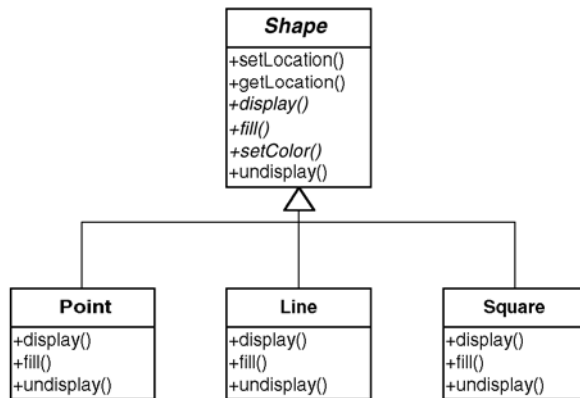 Shape
+setLocation()
+getLocation()
+display()
+fill()
+setColor()
+undisplay()
Point
+display()
+fill()
+undisplay()
Line
+display()
+fill()
+undisplay()
Square
+display()
+fill()
+undisplay()